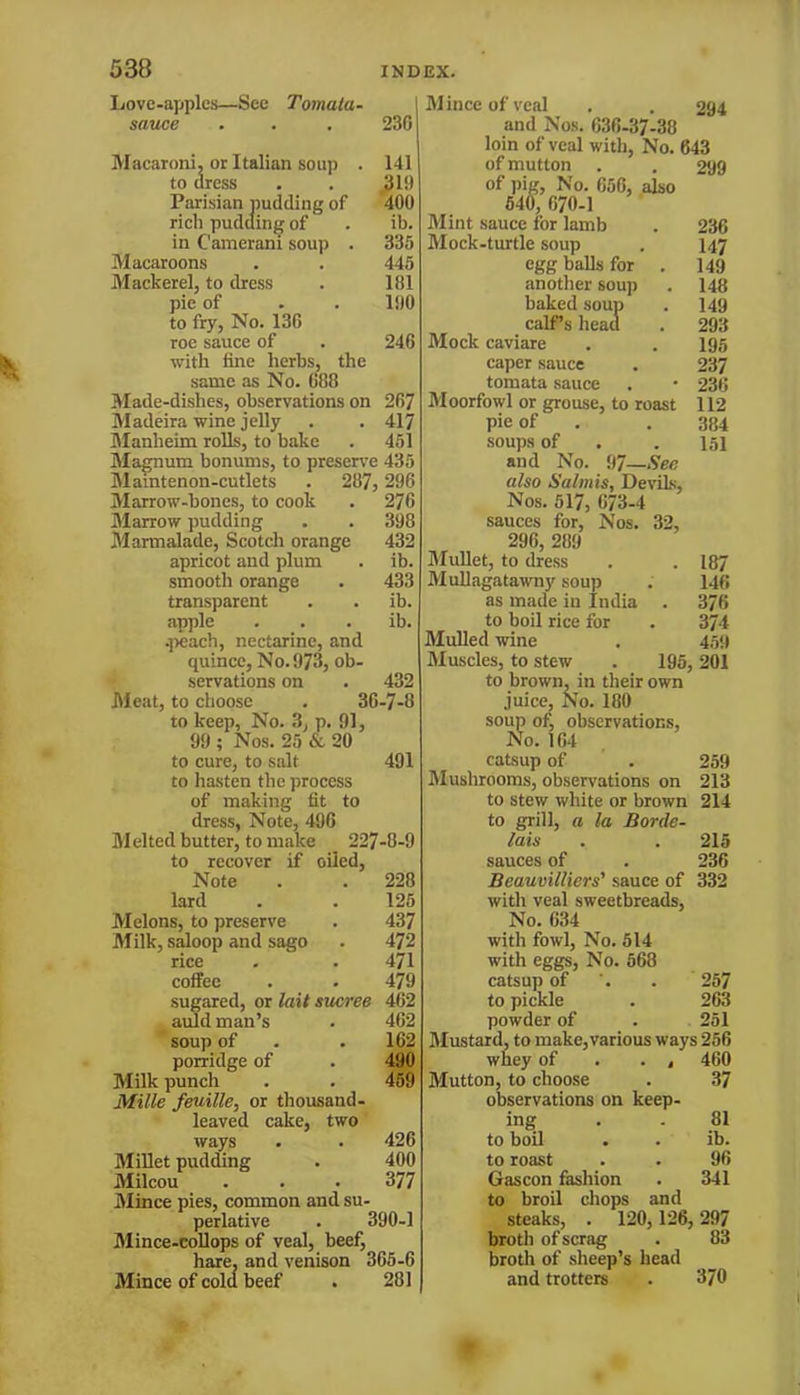 538
INDEX.
Love-apples—See Tomata-
sauce . . . 236
Macaroni, or Italian soup . 141
to dress . . 319
Parisian pudding of 400
rich pudding of . ib.
in Camerani soup . 335
Macaroons . . 445
Mackerel, to dress . 181
pie of . . 190
to fry, No. 136
roe sauce of . 246
with fine herbs, the
same as No. 688
Made-dishes, observations on 267
Madeira wine jelly . . 417
Manheim rolls, to bake . 451
Magnum bonums, to preserve 435
Maintenon-cutlets . 287, 296
Marrow-bones, to cook . 276
Marrow pudding . . 398
Marmalade, Scotch orange 432
apricot and plum . ib.
smooth orange . 433
transparent . . ib.
apple . . . ib.
peach, nectarine, and
quince, No. 973, ob-
servations on . 432
Meat, to choose . 36-7-8
to keep, No. 3, p. 91,
99 ; Nos. 25 & 20
to cure, to salt 491
to hasten the process
of making fit to
dress, Note, 496
Melted butter, to make 227-8-9
to recover if oiled,
Note . . 228
lard . . 125
Melons, to preserve . 437
Milk, saloop and sago . 472
rice . . 471
coffee . . 479
sugared, or lait sucree 462
auld man's . 462
soup of . . 162
porridge of . 490
Milk punch . . 459
Mille feuille, or thousand-
leaved cake, two
ways . . 426
Millet pudding . 400
Milcou . . . 377
Mince pies, common and su-
perlative . 390-1
Mince-collops of veal, beef,
hare, and venison 365-6
Mince of cold beef . 281
Mince of veal . . 294
and Nos. 636-37-38
loin of veal with, No. 643
of mutton . . 299
of pig, No. 656, also
540, 670-1
Mint sauce for lamb . 236
Mock-turtle soup . 147
egg balls for . 149
another soup . 148
baked soup . 149
calf's head . 293
Mock caviare . . 195
caper sauce . 237
tomata sauce . • 236
Moorfowl or grouse, to roast 112
pie of . . 384
soups of . . 151
and No. 97—See
also Salmis, Devils,
Nos. 517, 673-4
sauces for, Nos. 32,
296, 289
Mullet, to dress . . 187
Mullagatawny soup . 146
as made in India . 376
to boil rice for . 374
Mulled wine . 459
Muscles, to stew . 195, 201
to brown, in their own
juice, No. 180
soup of, observations,
No. 164
catsup of . 259
Mushrooms, observations on 213
to stew white or brown 214
to grill, a la Borde-
lais . . 215
sauces of . 236
Beauvilliers' sauce of 332
with veal sweetbreads,
No. 634
with fowl, No. 514
with eggs, No. 568
catsup of . . 257
to pickle . 263
powder of . . 251
Mustard, to make, various ways 256
whey of . . , 460
Mutton, to choose . 37
observations on keep-
ing . . 81
to boil . . ib.
to roast . . 96
Gascon fashion . 341
to broil chops and
steaks, . 120, 126, 297
broth of scrag . 83
broth of sheep's head
and trotters . 370